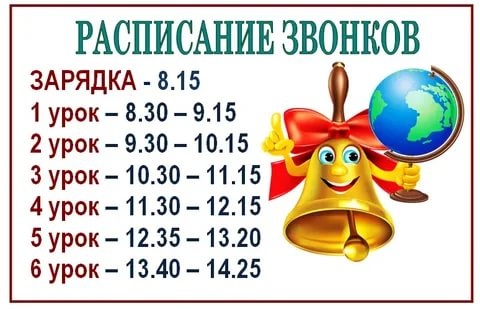 РАСПИСАНИЕ ЗВОНКОВ
ЗАРЯДКА - 8.15
1 урок – 8.30 – 9.15
2 урок – 9.30 – 10.15
3 урок – 10.30 – 11.15
4 урок – 11.30 – 12.15
5 урок – 12.35 – 13.20
6 урок – 13.40 – 14.25